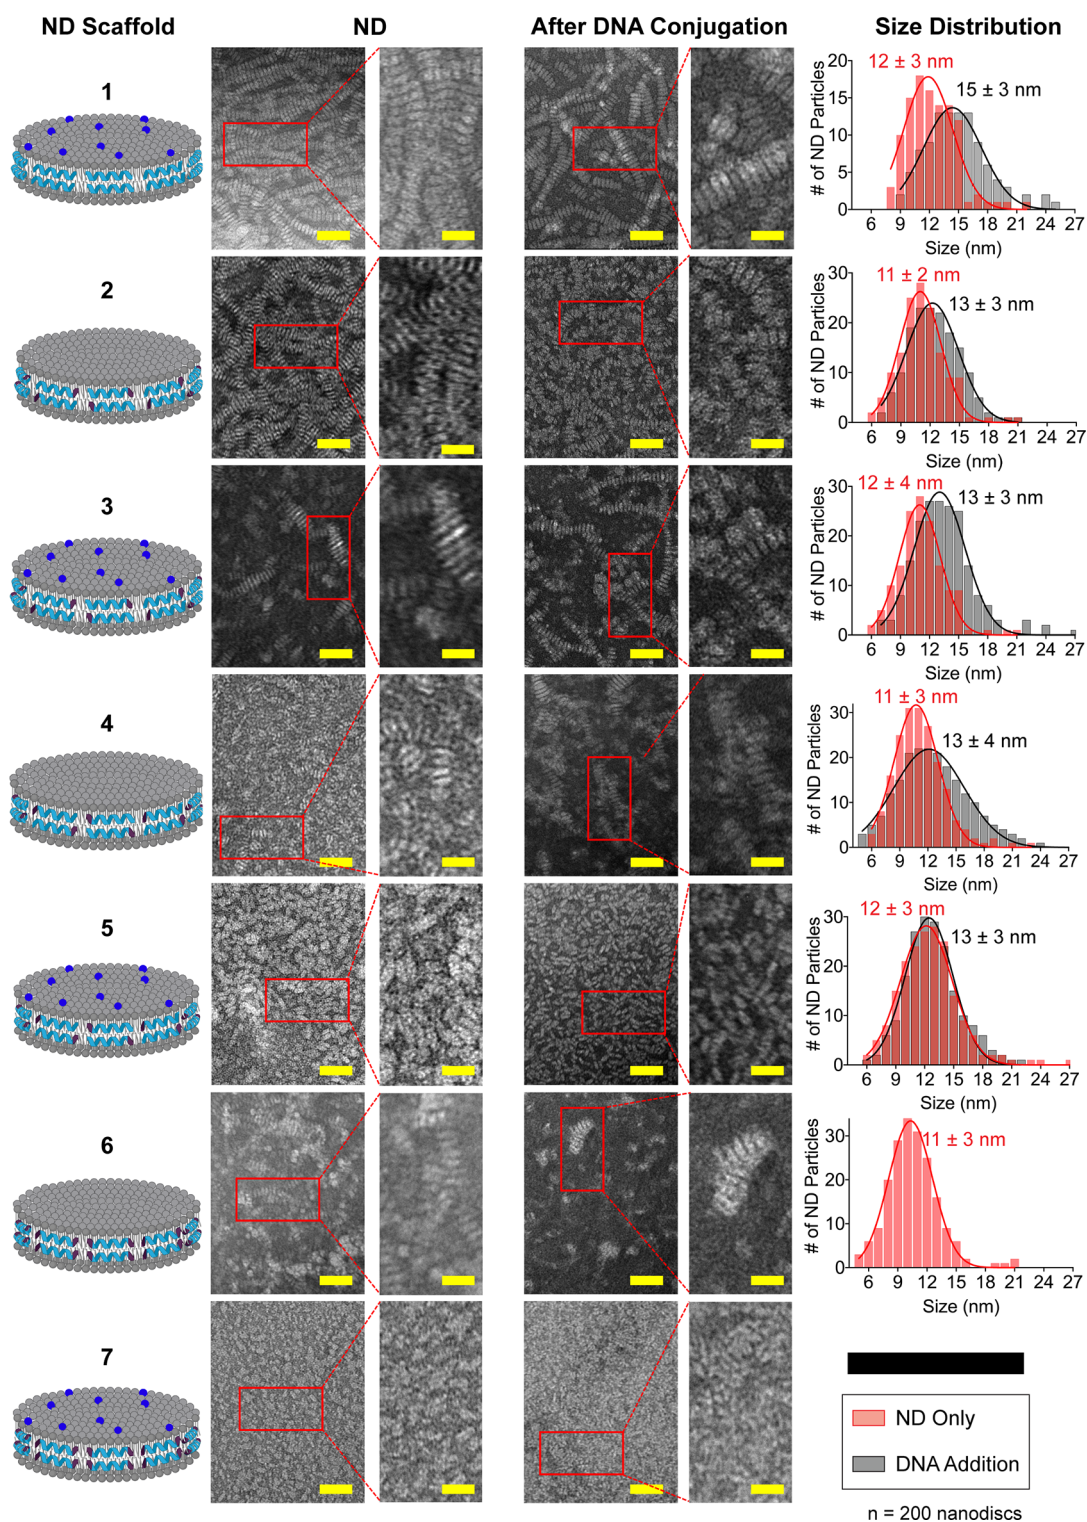 ND Scaffold ND After DNA Conjugation Size Distribution
1
12 ± 3 nm
15 ± 3 nm
# of ND Particles
20
15
10
5
0
3 6 9 12 15 18 21 24 27
Size (nm)
2
11 ± 2 nm
13 ± 3 nm
# of ND Particles
30
20
10
0
6 9 12 15 18 21 24 27
Size (nm)
3
12 ± 4 nm
13 ± 3 nm
# of ND Particles
30
20
10
0
6 9 12 15 18 21 24 27
Size (nm)
4
11 ± 3 nm
13 ± 4 nm
# of ND Particles
30
20
10
0
6 9 12 15 18 21 24 27
Size (nm)
5
12 ± 3 nm
13 ± 3 nm
# of ND Particles
30
20
10
0
6 9 12 15 18 21 24 27
Size (nm)
6
11 ± 3 nm
# of ND Particles
30
20
10
0
6 9 12 15 18 21 24 27
Size (nm)
7
ND Only
DNA Addition
n = 200 nanodiscs